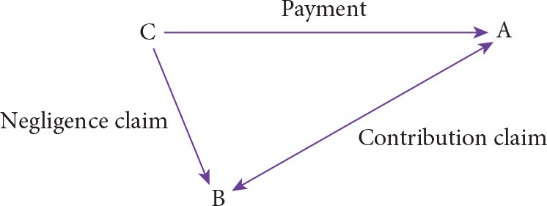 Payment
C
A
Negligence claim
Contribution claim
B